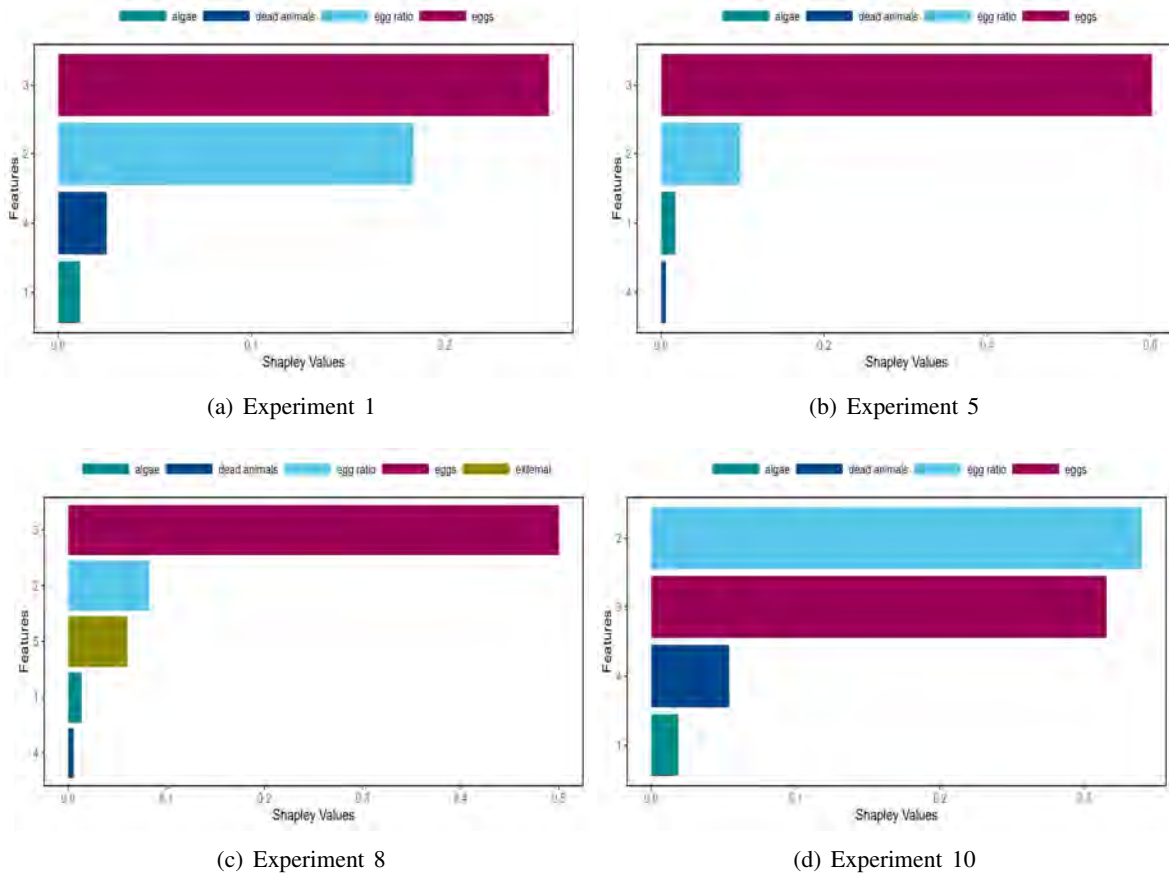 algae dead animals egg ratio eggs
Features
3
2
4
1
0.0 0.1 0.2
Shapley Values
(a) Experiment 1
algae dead animals egg ratio eggs
Features
3
2
1
4
0.0 0.2
Shapley Values
(b) Experiment 5
algae dead animals egg ratio eggs external
Features
2
1
4
0.0 0.1 0.2 0.3 0.4 0.5
Shapley Values
(c) Experiment 8
algae dead animals egg ratio eggs
Features
2
4
1
0.0 0.1 0.2
Shapley Values
(d) Experiment 10